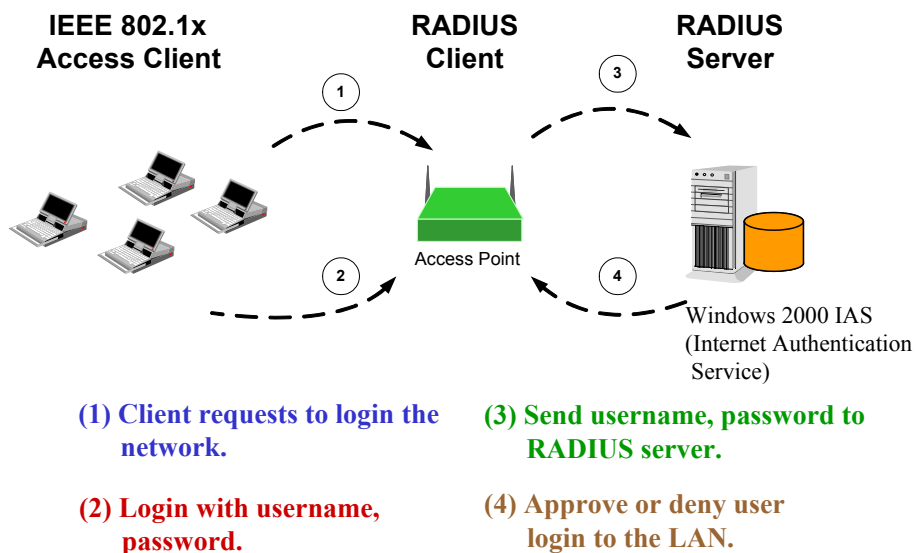 IEEE 802.1x
Access Client
RADIUS
Client
RADIUS
Server
1
3
Access Point
2
4
Windows 2000 IAS
(Internet Authentication
Service)
(1) Client requests to login the
network.
(2) Login with username,
password.
(3) Send username, password to
RADIUS server.
(4) Approve or deny user
login to the LAN.